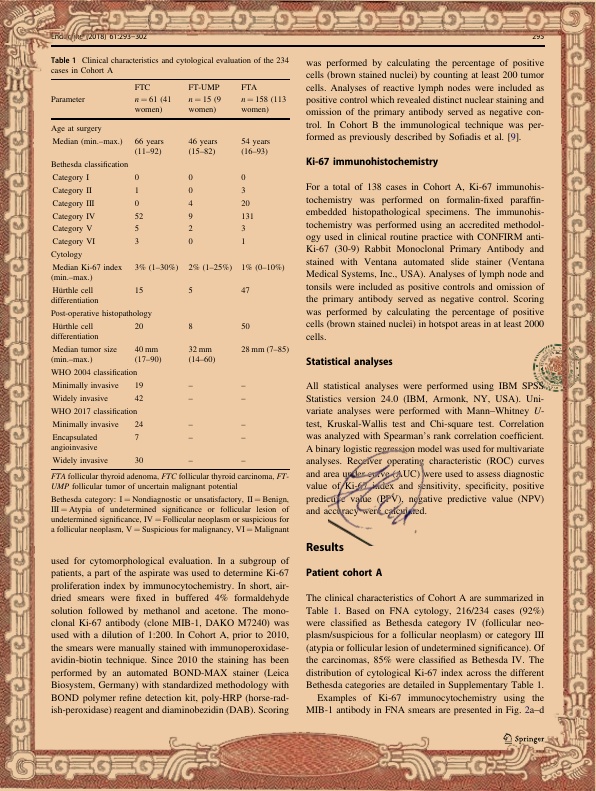 Endocrine (2018) 61:293–302
295
Table 1 Clinical characteristics and cytological evaluation of the 234
cases in Cohort A
Parameter FTC FT-UMP FTA
n = 61 (41 women) n = 15 (9 women) n = 158 (113 women)
Age at surgery
Median (min.–max.) 66 years (11–92) 46 years (15–82) 54 years (16–93)
Bethesda classification
Category I 0 0 0
Category II 1 0 3
Category III 0 4 20
Category IV 52 9 131
Category V 5 2 3
Category VI 3 0 1
Cytology
Median Ki-67 index (min.–max.) 3% (1–30%) 2% (1–25%) 1% (0–10%)
Hürthle cell differentiation 15 5 47
Post-operative histopathology
Hürthle cell differentiation 20 8 50
Median tumor size (min.–max.) 40 mm (17–90) 32 mm (14–60) 28 mm (7–85)
WHO 2004 classification
Minimally invasive 19 – –
Widely invasive 42 – –
WHO 2017 classification
Minimally invasive 24 – –
Encapsulated angioinvasive 7 – –
Widely invasive 30 – –
FTA follicular thyroid adenoma, FTC follicular thyroid carcinoma, FT-
UMP follicular tumor of uncertain malignant potential
Bethesda category: I = Nondiagnostic or unsatisfactory, II = Benign,
III = Atypia of undetermined significance or follicular lesion of
undetermined significance, IV = Follicular neoplasm or suspicious for
a follicular neoplasm, V = Suspicious for malignancy, VI = Malignant
used for cytomorphological evaluation. In a subgroup of
patients, a part of the aspirate was used to determine Ki-67
proliferation index by immunocytochemistry. In short, air-
dried smears were fixed in buffered 4% formaldehyde
solution followed by methanol and acetone. The mono-
clonal Ki-67 antibody (clone MIB-1, DAKO M7240) was
used with a dilution of 1:200. In Cohort A, prior to 2010,
the smears were manually stained with immunoperoxidase-
avidin-biotin technique. Since 2010 the staining has been
performed by an automated BOND-MAX stainer (Leica
Biosystem, Germany) with standardized methodology with
BOND polymer refine detection kit, poly-HRP (horse-rad-
ish-peroxidase) reagent and diaminobezidin (DAB). Scoring
was performed by calculating the percentage of positive
cells (brown stained nuclei) by counting at least 200 tumor
cells. Analyses of reactive lymph nodes were included as
positive control which revealed distinct nuclear staining and
omission of the primary antibody served as negative con-
trol. In Cohort B the immunological technique was per-
formed as previously described by Sofiadis et al. [9].
Ki-67 immunohistochemistry
For a total of 138 cases in Cohort A, Ki-67 immunohis-
tochemistry was performed on formalin-fixed paraffin-
embedded histopathological specimens. The immunohis-
tochemistry was performed using an accredited methodol-
ogy used in clinical routine practice with CONFIRM anti-
Ki-67 (30-9) Rabbit Monoclonal Primary Antibody and
stained with Ventana automated slide stainer (Ventana
Medical Systems, Inc., USA). Analyses of lymph node and
tonsils were included as positive controls and omission of
the primary antibody served as negative control. Scoring
was performed by calculating the percentage of positive
cells (brown stained nuclei) in hotspot areas in at least 2000
cells.
Statistical analyses
All statistical analyses were performed using IBM SPSS
Statistics version 24.0 (IBM, Armonk, NY, USA). Uni-
variate analyses were performed with Mann–Whitney U-
test, Kruskal-Wallis test and Chi-square test. Correlation
was analyzed with Spearman's rank correlation coefficient.
A binary logistic regression model was used for multivariate
analyses. Receiver operating characteristic (ROC) curves
and area under curve (AUC) were used to assess diagnostic
value of Ki-67 index and sensitivity, specificity, positive
predictive value (PPV), negative predictive value (NPV)
and accuracy were calculated.
Results
Patient cohort A
The clinical characteristics of Cohort A are summarized in
Table 1. Based on FNA cytology, 216/234 cases (92%)
were classified as Bethesda category IV (follicular neo-
plasm/suspicious for a follicular neoplasm) or category III
(atypia or follicular lesion of undetermined significance). Of
the carcinomas, 85% were classified as Bethesda IV. The
distribution of cytological Ki-67 index across the different
Bethesda categories are detailed in Supplementary Table 1.
Examples of Ki-67 immunocytochemistry using the
MIB-1 antibody in FNA smears are presented in Fig. 2a–d
Springer